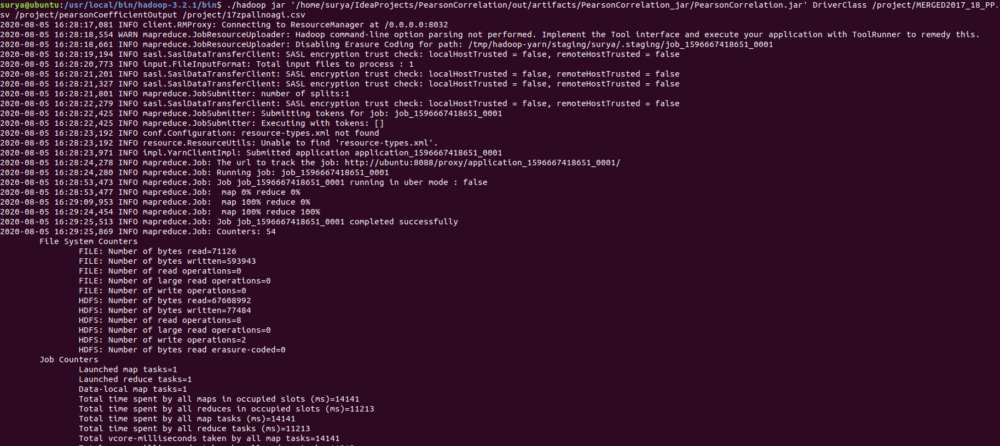 surya@ubuntu:/usr/local/bin/hadoop-3.2.1/bin$ ./hadoop jar '/home/surya/IdeaProjects/PearsonCorrelation/out/artifacts/PearsonCorrelation_jar/PearsonCorrelation.jar' DriverClass /project/MERGED2017_18_PP.
sv /project/pearsonCoefficientOutput /project/17zpallnoagi.csv
2020-08-05 16:28:17,081 INFO client.RMProxy: Connecting to ResourceManager at /0.0.0.0:8032
2020-08-05 16:28:18,554 WARN mapreduce.JobResourceUploader: Hadoop command-line option parsing not performed. Implement the Tool interface and execute your application with ToolRunner to remedy this.
2020-08-05 16:28:18,661 INFO mapreduce.JobResourceUploader: Disabling Erasure Coding for path: /tmp/hadoop-yarn/staging/surya/.staging/job_1596667418651_0001
2020-08-05 16:28:19,194 INFO sasl.SaslDataTransferClient: SASL encryption trust check: localHostTrusted = false, remoteHostTrusted = false
2020-08-05 16:28:20,773 INFO input.FileInputFormat: Total input files to process : 1
2020-08-05 16:28:21,201 INFO sasl.SaslDataTransferClient: SASL encryption trust check: localHostTrusted = false, remoteHostTrusted = false
2020-08-05 16:28:21,327 INFO sasl.SaslDataTransferClient: SASL encryption trust check: localHostTrusted = false, remoteHostTrusted = false
2020-08-05 16:28:21,801 INFO mapreduce.JobSubmitter: number of splits:1
2020-08-05 16:28:22,279 INFO sasl.SaslDataTransferClient: SASL encryption trust check: localHostTrusted = false, remoteHostTrusted = false
2020-08-05 16:28:22,425 INFO mapreduce.JobSubmitter: Submitting tokens for job: job_1596667418651_0001
2020-08-05 16:28:22,425 INFO mapreduce.JobSubmitter: Executing with tokens: []
2020-08-05 16:28:23,192 INFO conf.Configuration: resource-types.xml not found
2020-08-05 16:28:23,192 INFO resource.ResourceUtils: Unable to find 'resource-types.xml'.
2020-08-05 16:28:23,971 INFO impl.YarnClientImpl: Submitted application application_1596667418651_0001
2020-08-05 16:28:24,278 INFO mapreduce.Job: The url to track the job: http://ubuntu:8088/proxy/application_1596667418651_0001/
2020-08-05 16:28:24,280 INFO mapreduce.Job: Running job: job_1596667418651_0001
2020-08-05 16:28:53,473 INFO mapreduce.Job: Job job_1596667418651_0001 running in uber mode : false
2020-08-05 16:28:53,477 INFO mapreduce.Job:  map 0% reduce 0%
2020-08-05 16:29:09,953 INFO mapreduce.Job:  map 100% reduce 0%
2020-08-05 16:29:24,454 INFO mapreduce.Job:  map 100% reduce 100%
2020-08-05 16:29:25,513 INFO mapreduce.Job: Job job_1596667418651_0001 completed successfully
2020-08-05 16:29:25,869 INFO mapreduce.Job: Counters: 54
File System Counters
FILE: Number of bytes read=71126
FILE: Number of bytes written=593943
FILE: Number of read operations=0
FILE: Number of large read operations=0
FILE: Number of write operations=0
HDFS: Number of bytes read=67608992
HDFS: Number of bytes written=77484
HDFS: Number of read operations=8
HDFS: Number of large read operations=0
HDFS: Number of write operations=2
HDFS: Number of bytes read erasure-coded=0
Job Counters
Launched map tasks=1
Launched reduce tasks=1
Data-local map tasks=1
Total time spent by all maps in occupied slots (ms)=14141
Total time spent by all reduces in occupied slots (ms)=11213
Total time spent by all map tasks (ms)=14141
Total time spent by all reduce tasks (ms)=11213
Total vcore-milliseconds taken by all map tasks=14141